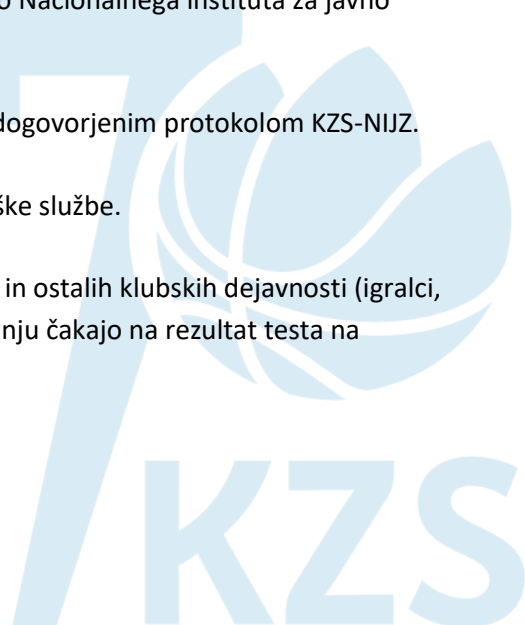 o Nacionalnega inštituta za javno
dogovorjenim protokolom KZS-NIJZ.
ške službe.
in ostalih klubskih dejavnosti (igralci,
nju čakajo na rezultat testa na
KZS